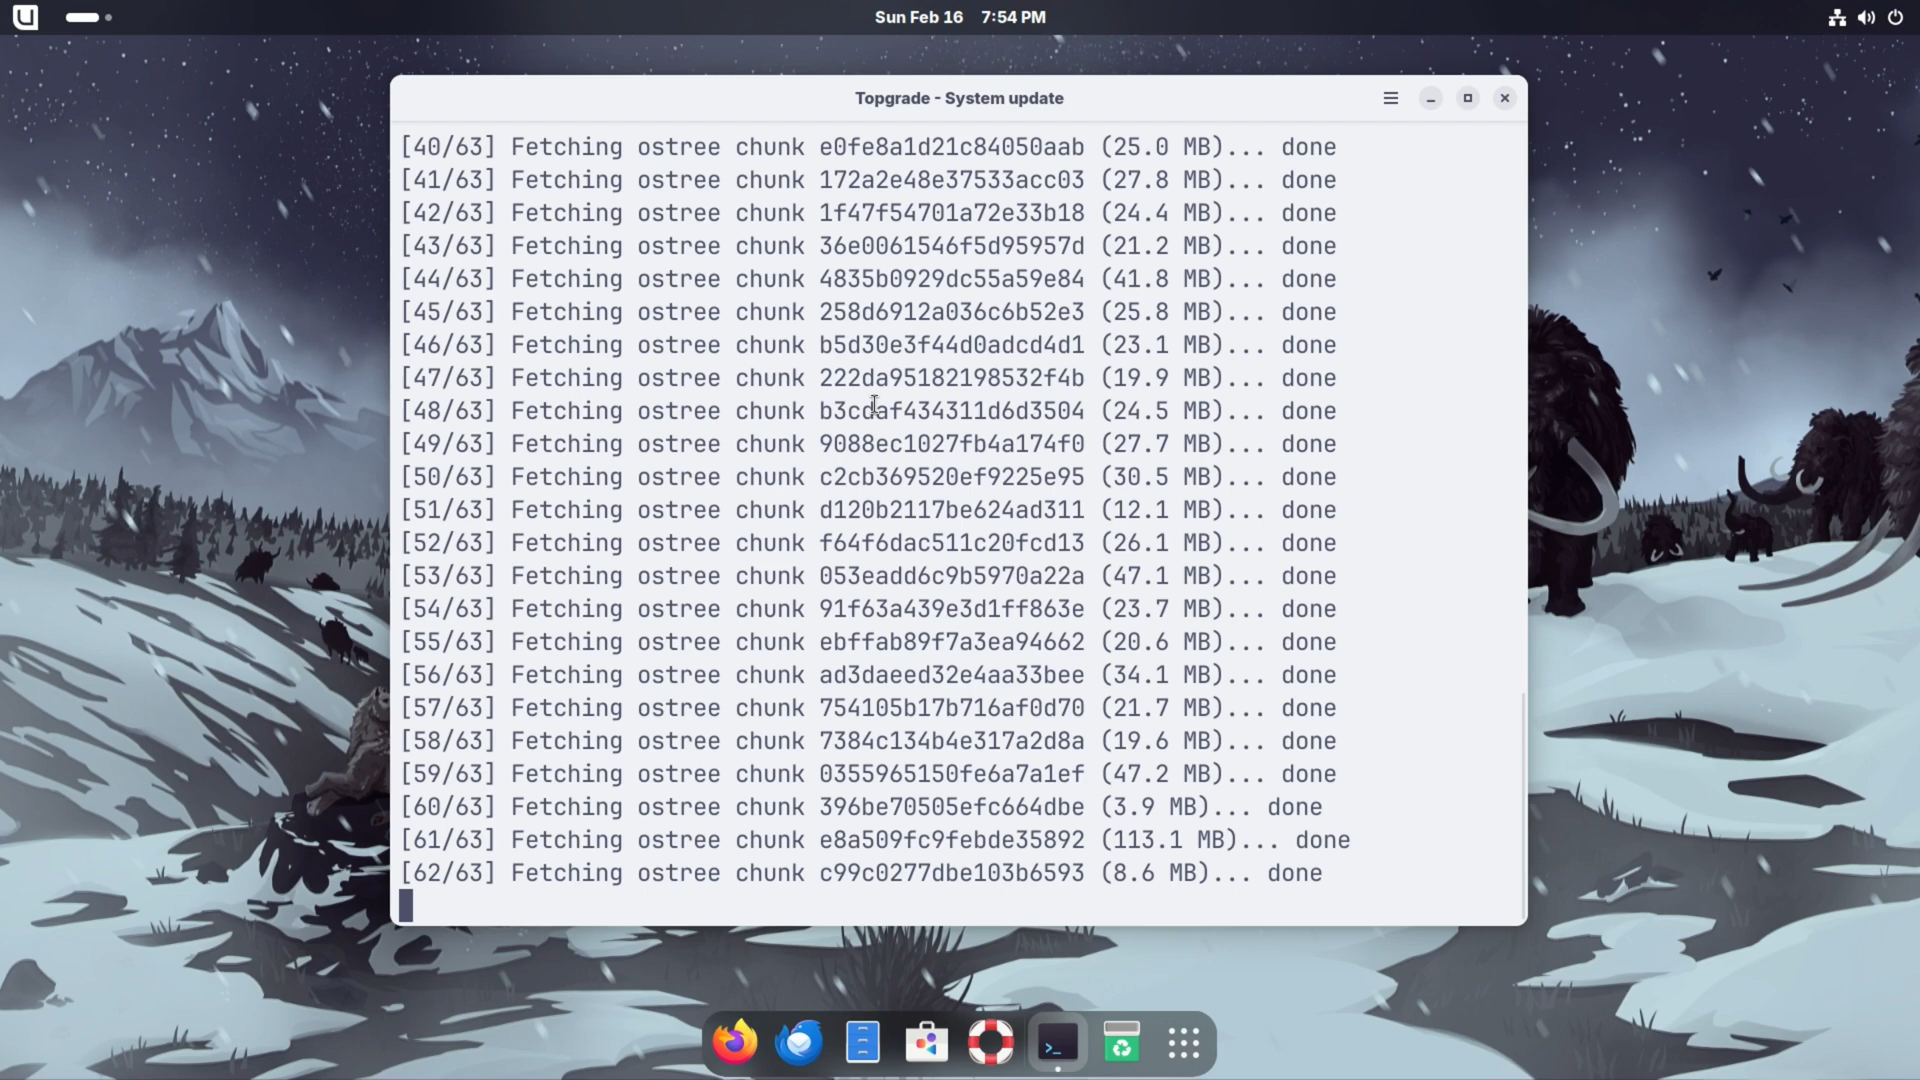 Sun Feb 16 7:54 PM
Topgrade - System update
[40/63] Fetching ostree chunk e0fe8a1d21c84050aab (25.0 MB)... done
[41/63] Fetching ostree chunk 172a2e48e37533acc03 (27.8 MB)... done
[42/63] Fetching ostree chunk 1f47f54701a72e33b18 (24.4 MB)... done
[43/63] Fetching ostree chunk 36e0061546f5d95957d (21.2 MB)... done
[44/63] Fetching ostree chunk 4835b0929dc55a59e84 (41.8 MB)... done
[45/63] Fetching ostree chunk 258d6912a036c6b52e3 (25.8 MB)... done
[46/63] Fetching ostree chunk b5d30e3f44d0adcd4d1 (23.1 MB)... done
[47/63] Fetching ostree chunk 222da95182198532f4b (19.9 MB)... done
[48/63] Fetching ostree chunk b3cdaf434311d6d3504 (24.5 MB)... done
[49/63] Fetching ostree chunk 9088ec1027fb4a174f0 (27.7 MB)... done
[50/63] Fetching ostree chunk c2cb369520ef9225e95 (30.5 MB)... done
[51/63] Fetching ostree chunk d120b2117be624ad311 (12.1 MB)... done
[52/63] Fetching ostree chunk f64f6dac511c20fcd13 (26.1 MB)... done
[53/63] Fetching ostree chunk 053eadd6c9b5970a22a (47.1 MB)... done
[54/63] Fetching ostree chunk 91f63a439e3d1ff863e (23.7 MB)... done
[55/63] Fetching ostree chunk ebffab89f7a3ea94662 (20.6 MB)... done
[56/63] Fetching ostree chunk ad3daeed32e4aa33bee (34.1 MB)... done
[57/63] Fetching ostree chunk 754105b17b716af0d70 (21.7 MB)... done
[58/63] Fetching ostree chunk 7384c134b4e317a2d8a (19.6 MB)... done
[59/63] Fetching ostree chunk 0355965150fe6a7a1ef (47.2 MB)... done
[60/63] Fetching ostree chunk 396be70505efc664dbe (3.9 MB)... done
[61/63] Fetching ostree chunk e8a509fc9febde35892 (113.1 MB)... done
[62/63] Fetching ostree chunk c99c0277dbe103b6593 (8.6 MB)... done